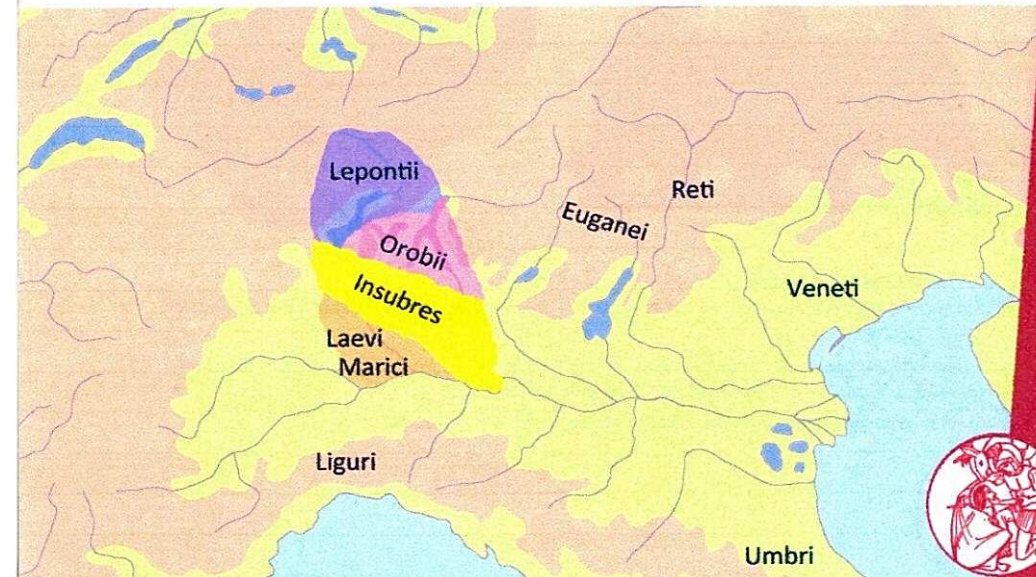 Lepontii
Reti
Euganei
Orobii
Veneti
Insubres
Laevi
Marici
Liguri
Umbri